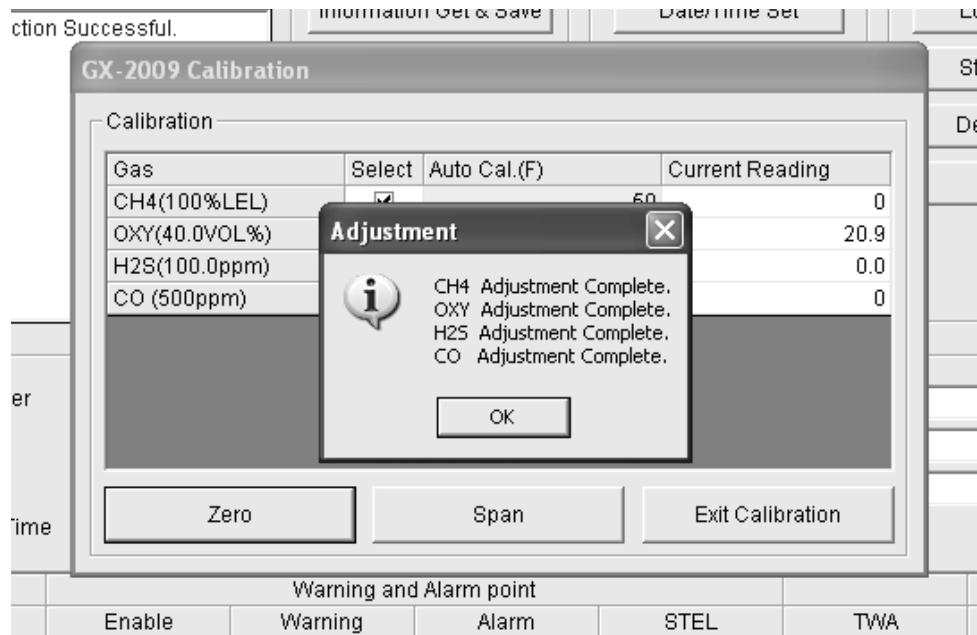 Information Get & Save
Date/Time Set
ction Successful.
GX-2009 Calibration
Calibration
Gas Select Auto Cal.(F) Current Reading
CH4(100%LEL) 50 0
OXY(40.0VOL%) 20.9
H2S(100.0ppm) 0.0
CO (500ppm) 0
Adjustment
CH4 Adjustment Complete.
OXY Adjustment Complete.
H2S Adjustment Complete.
CO Adjustment Complete.
OK
Zero Span Exit Calibration
er
Time
Warning and Alarm point
Enable Warning Alarm STEL TWA